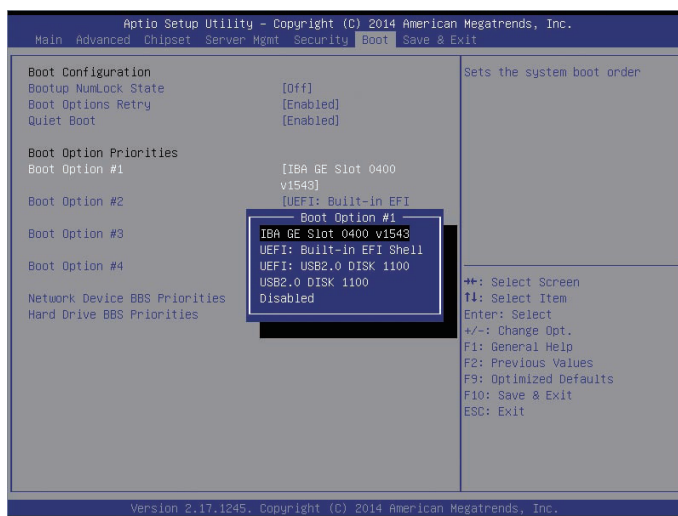 Aptio Setup Utility – Copyright (C) 2014 American Megatrends, Inc.
Main Advanced Chipset Server Mgmt Security Boot Save & Exit
Boot Configuration
Bootup NumLock State [Off]
Boot Options Retry [Enabled]
Quiet Boot [Enabled]
Boot Option Priorities
Boot Option #1 [IBA GE Slot 0400
v1543]
Boot Option #2 [UEFI: Built-in EFI
Boot Option #3
Boot Option #4
Network Device BBS Priorities
Hard Drive BBS Priorities
Boot Option #1
IBA GE Slot 0400 v1543
UEFI: Built-in EFI Shell
UEFI: USB2.0 DISK 1100
USB2.0 DISK 1100
Disabled
Sets the system boot order
→←: Select Screen
↑↓: Select Item
Enter: Select
+/-: Change Opt.
F1: General Help
F2: Previous Values
F9: Optimized Defaults
F10: Save & Exit
ESC: Exit
Version 2.17.1245. Copyright (C) 2014 American Megatrends, Inc.